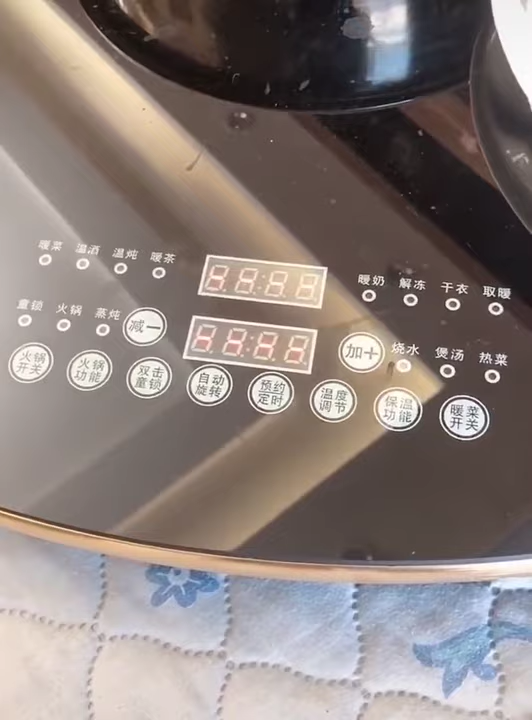 暖菜 温酒 温炖 暖茶
暖奶 解冻 干衣 取暖
童锁 火锅 蒸炖 减一
加+ 烧水 煲汤 热菜
火锅开关
火锅功能
双击童锁
自动旋转
预约定时
温度调节
保温功能
暖菜开关